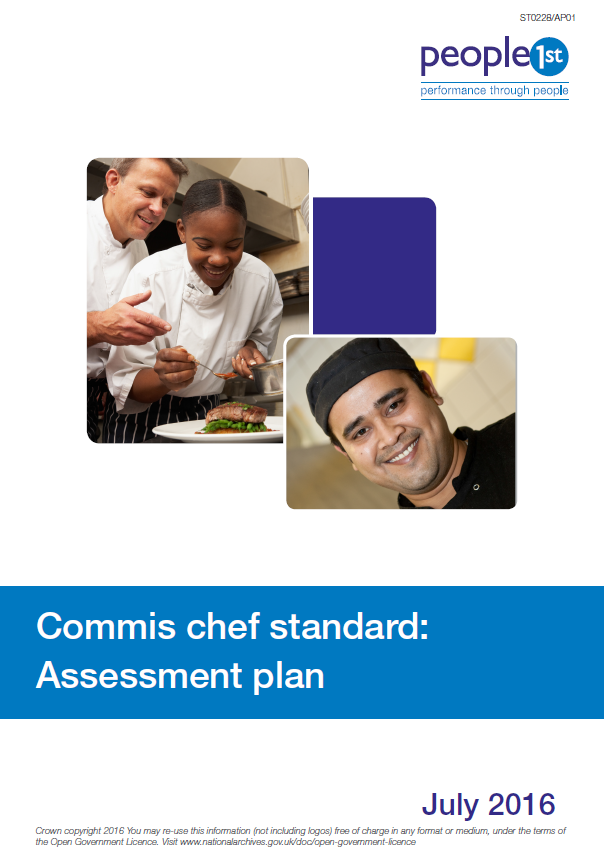 ST0228/AP01
people 1st
performance through people
Commis chef standard:
Assessment plan
July 2016
Crown copyright 2016 You may re-use this information (not including logos) free of charge in any format or medium, under the terms of
the Open Government Licence. Visit www.nationalarchives.gov.uk/doc/open-government-licence